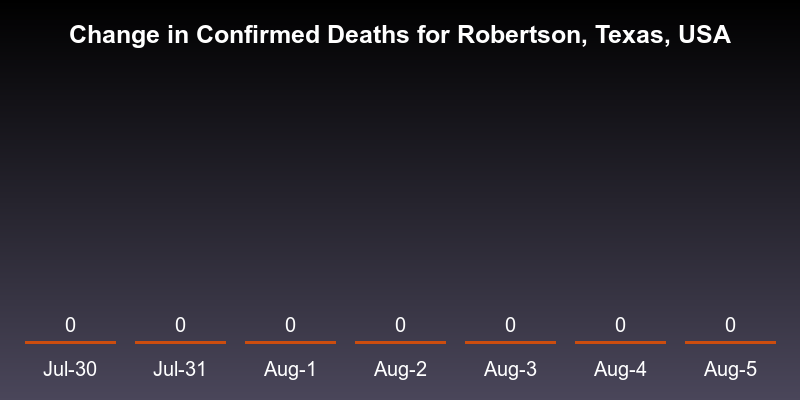 Change in Confirmed Deaths for Robertson, Texas, USA
0 0 0 0 0 0 0
Jul-30 Jul-31 Aug-1 Aug-2 Aug-3 Aug-4 Aug-5